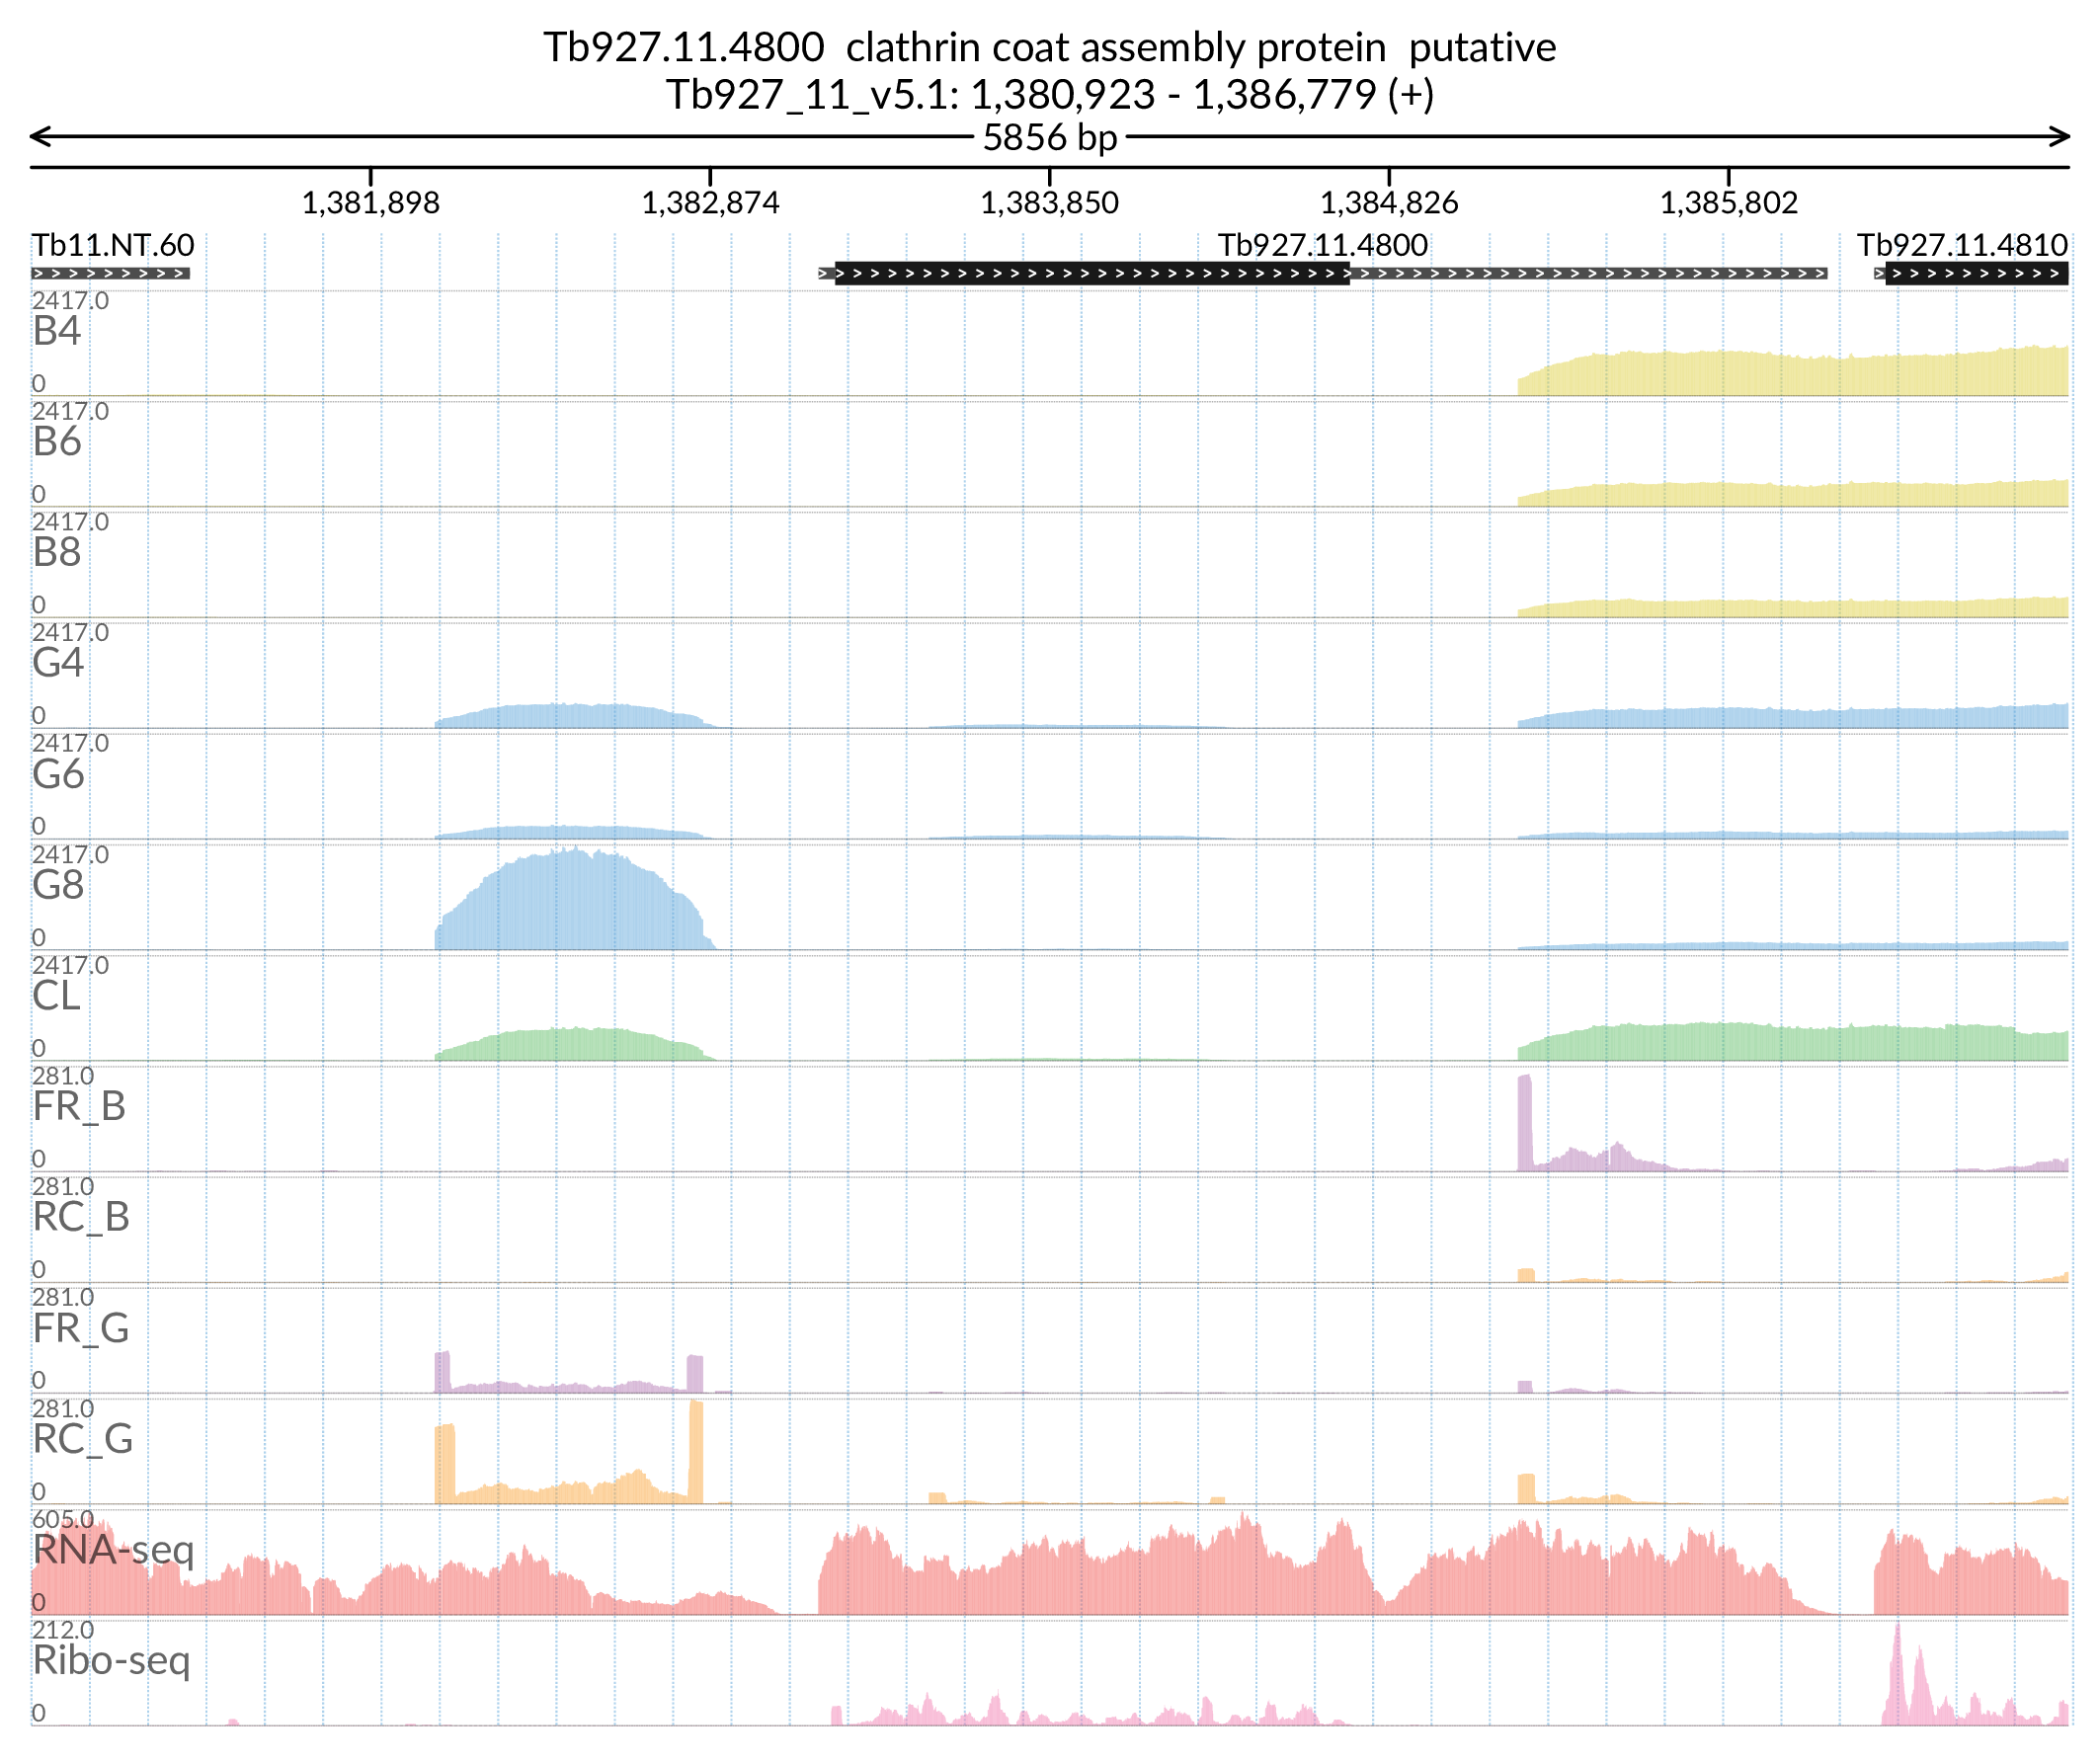 Tb927.11.4800  clathrin coat assembly protein  putative
Tb927_11_v5.1: 1,380,923 - 1,386,779 (+)
5856 bp
1,381,898 1,382,874 1,383,850 1,384,826 1,385,802
Tb11.NT.60 Tb927.11.4800 Tb927.11.4810
2417.0
B4
0
2417.0
B6
0
2417.0
B8
0
2417.0
G4
0
2417.0
G6
0
2417.0
G8
0
2417.0
CL
0
281.0
FR_B
0
281.0
RC_B
0
281.0
FR_G
0
281.0
RC_G
0
605.0
RNA-seq
0
212.0
Ribo-seq
0